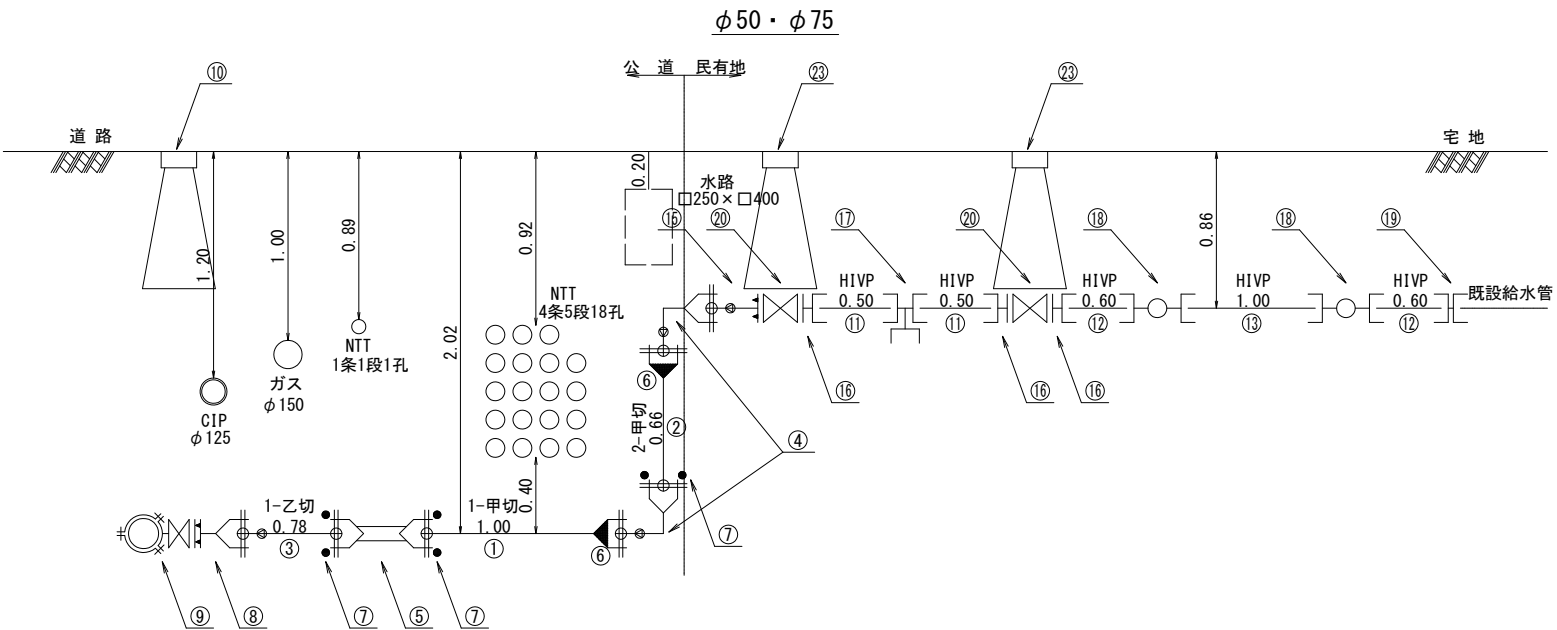 φ50・φ75
公 道 民有地
⑩
㉓
㉓
道 路
宅 地
0.20
水路
□250×□400
1.20
1.00
0.89
2.02
0.92
0.86
⑮
⑳
⑰
⑳
⑱
⑱
⑲
HIVP
0.50
⑪
HIVP
0.50
⑪
HIVP
0.60
⑫
HIVP
1.00
⑬
HIVP
0.60
⑫
既設給水管
NTT
4条5段18孔
NTT
1条1段1孔
ガス
φ150
CIP
φ125
⑥
⑯
⑯
⑯
2-甲切
0.66
②
④
0.40
1-乙切
0.78
③
1-甲切
1.00
①
⑥
⑦
⑨
⑧
⑦
⑤
⑦